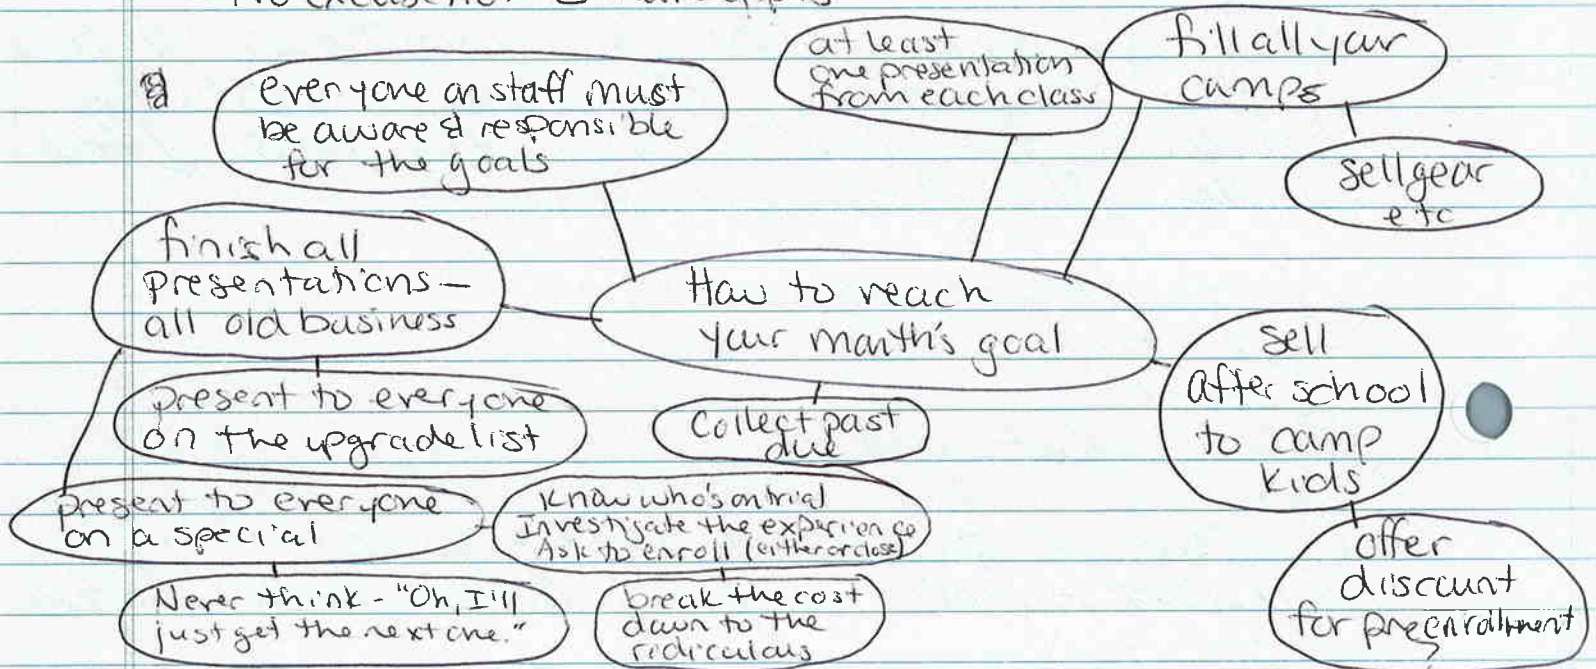 at least
one presentation
from each class
fill all your
camps
everyone on staff must
be aware & responsible
for the goals
sell gear
etc
finish all
presentations —
all old business
How to reach
your month's goal
sell
after school
to camp
kids
present to everyone
on the upgrade list
Collect past
due
present to everyone
on a special
Know who's on trial
Investigate the experience
Ask to enroll (either or close)
offer
discount
for preenrollment
?
Never think - "Oh, I'll
just get the next one."
break the cost
down to the
ridiculous